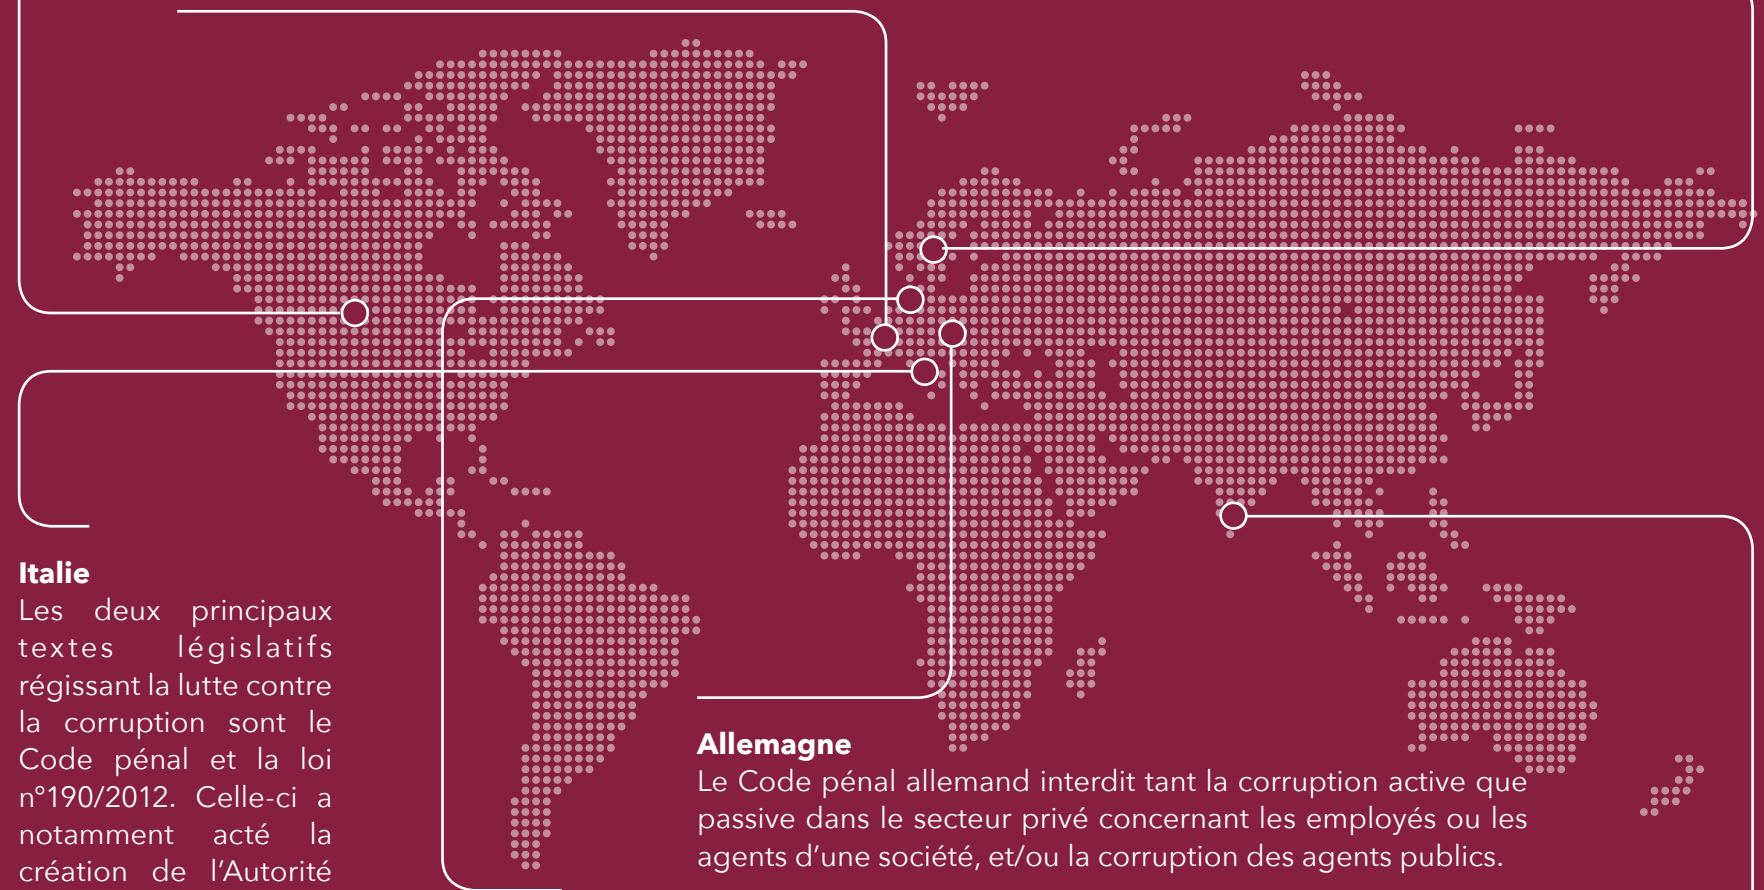 Italie
Les deux principaux
textes législatifs
régissant la lutte contre
la corruption sont le
Code pénal et la loi
n°190/2012. Celle-ci a
notamment acté la
création de l'Autorité
Allemagne
Le Code pénal allemand interdit tant la corruption active que
passive dans le secteur privé concernant les employés ou les
agents d'une société, et/ou la corruption des agents publics.